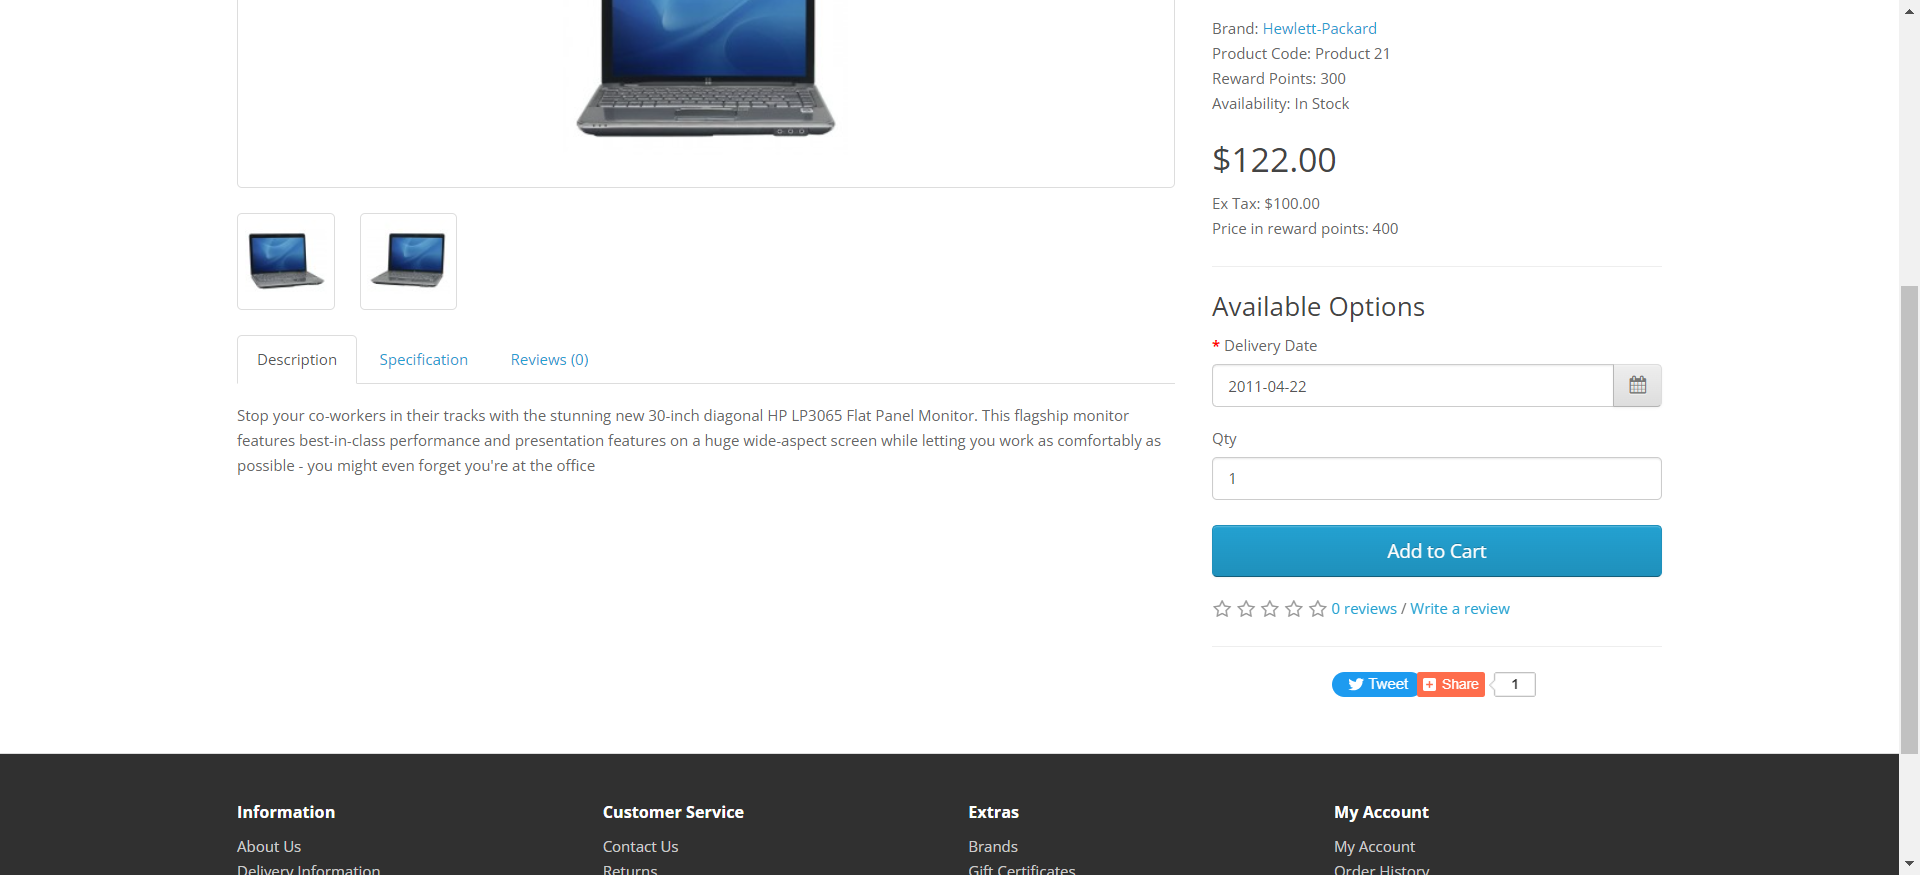 Brand: Hewlett-Packard
Product Code: Product 21
Reward Points: 300
Availability: In Stock
$122.00
Ex Tax: $100.00
Price in reward points: 400
Available Options
* Delivery Date
2011-04-22
Qty
1
Add to Cart
0 reviews / Write a review
Tweet Share 1
Description Specification Reviews (0)
Stop your co-workers in their tracks with the stunning new 30-inch diagonal HP LP3065 Flat Panel Monitor. This flagship monitor
features best-in-class performance and presentation features on a huge wide-aspect screen while letting you work as comfortably as
possible - you might even forget you're at the office
Information
About Us
Delivery Information
Customer Service
Contact Us
Returns
Extras
Brands
Gift Certificates
My Account
My Account
Order History